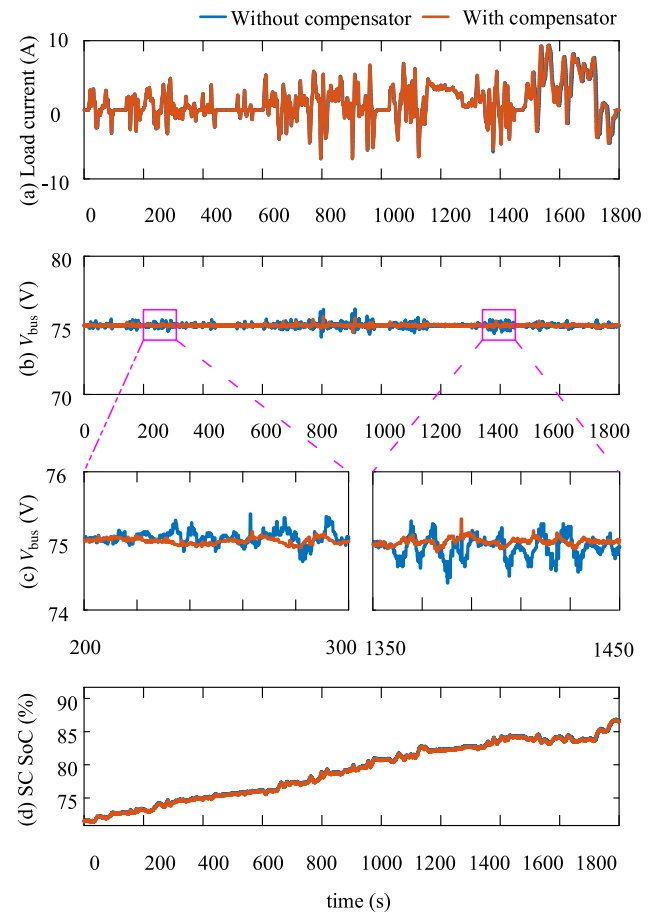 Without compensator With compensator
(a) Load current (A)
10
0
-10
0 200 400 600 800 1000 1200 1400 1600 1800
(b) Vbus (V)
80
75
70
0 200 400 600 800 1000 1200 1400 1600 1800
(c) Vbus (V)
76
75
74
200 300 1350 1450
(d) SC SoC (%)
90
85
80
75
0 200 400 600 800 1000 1200 1400 1600 1800
time (s)